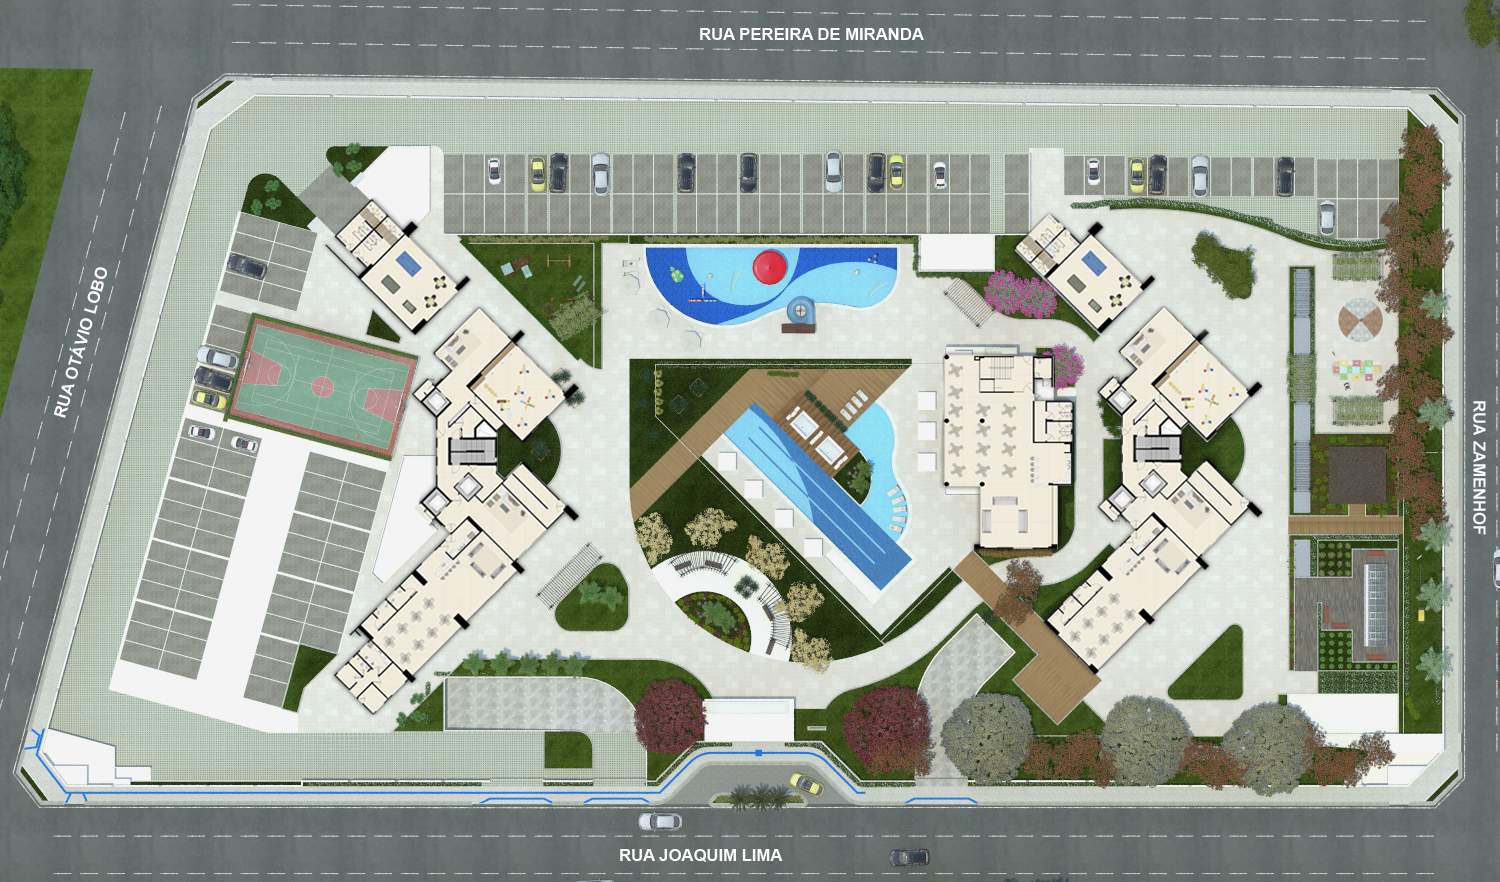 RUA PEREIRA DE MIRANDA
RUA OTÁVIO LOBO
RUA ZAMENHOF
RUA JOAQUIM LIMA